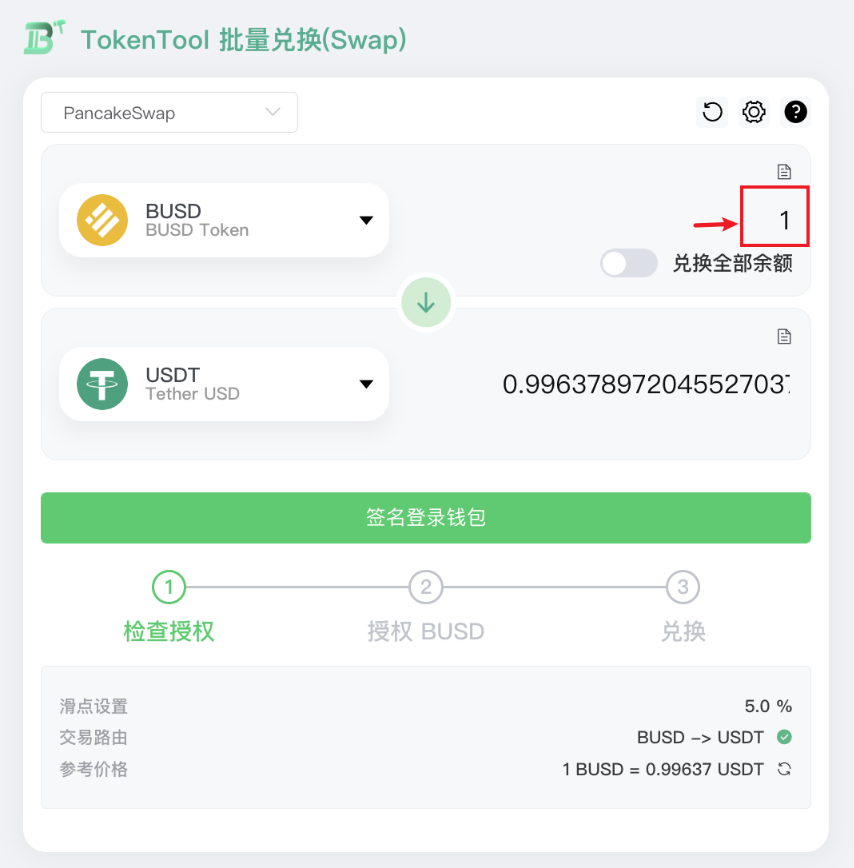 TokenTool 批量兑换(Swap)
PancakeSwap
BUSD
BUSD Token
1
兑换全部余额
USDT
Tether USD
0.996378972045527037
签名登录钱包
1 2 3
检查授权 授权 BUSD 兑换
滑点设置 5.0 %
交易路由 BUSD –> USDT
参考价格 1 BUSD = 0.99637 USDT